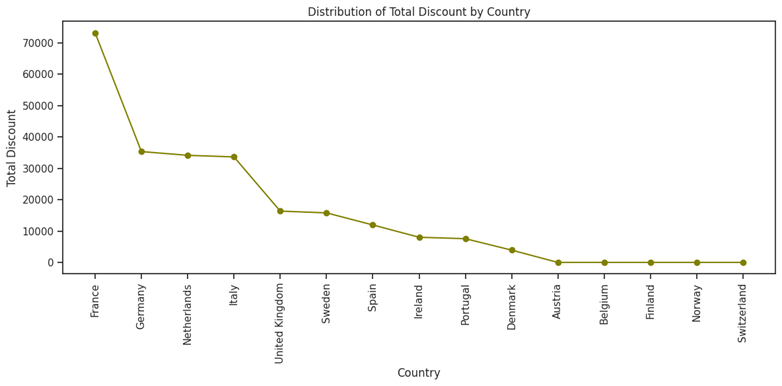 Distribution of Total Discount by Country
Total Discount
70000
60000
50000
40000
30000
20000
10000
0
France
Germany
Netherlands
Italy
United Kingdom
Sweden
Spain
Ireland
Portugal
Denmark
Austria
Belgium
Finland
Norway
Switzerland
Country